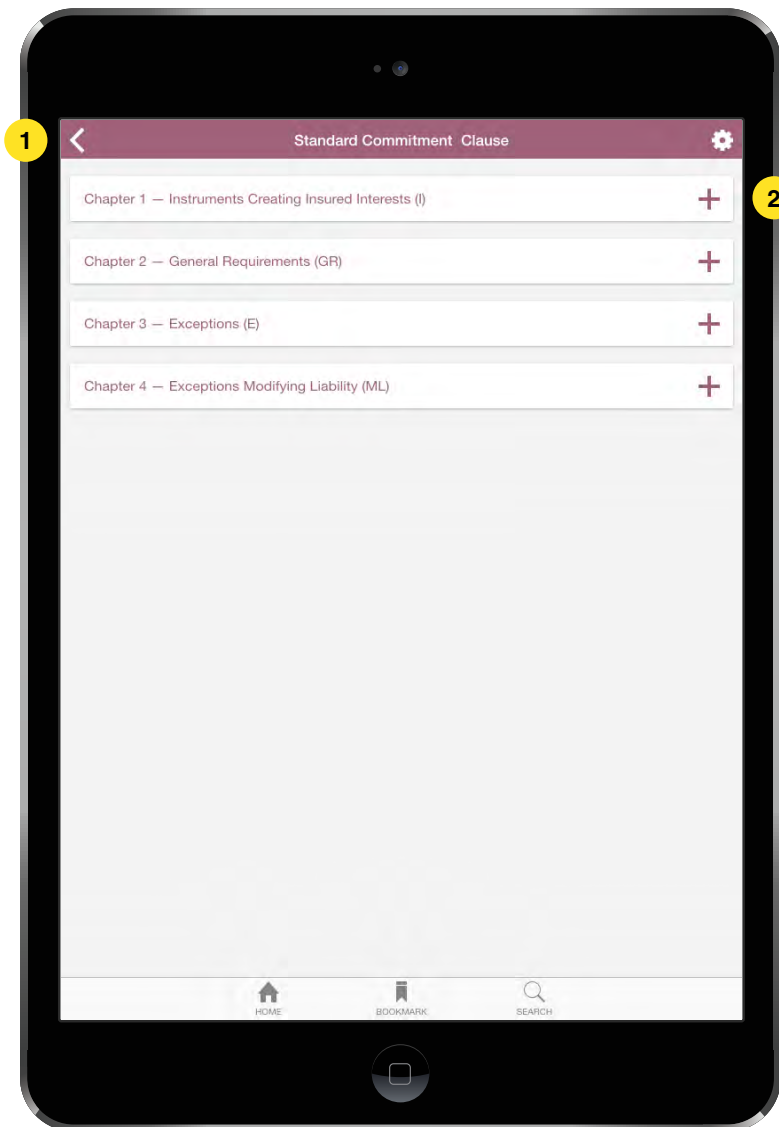 1
Standard Commitment Clause
Chapter 1 — Instruments Creating Insured Interests (I)
2
Chapter 2 — General Requirements (GR)
Chapter 3 — Exceptions (E)
Chapter 4 — Exceptions Modifying Liability (ML)
HOME BOOKMARK SEARCH